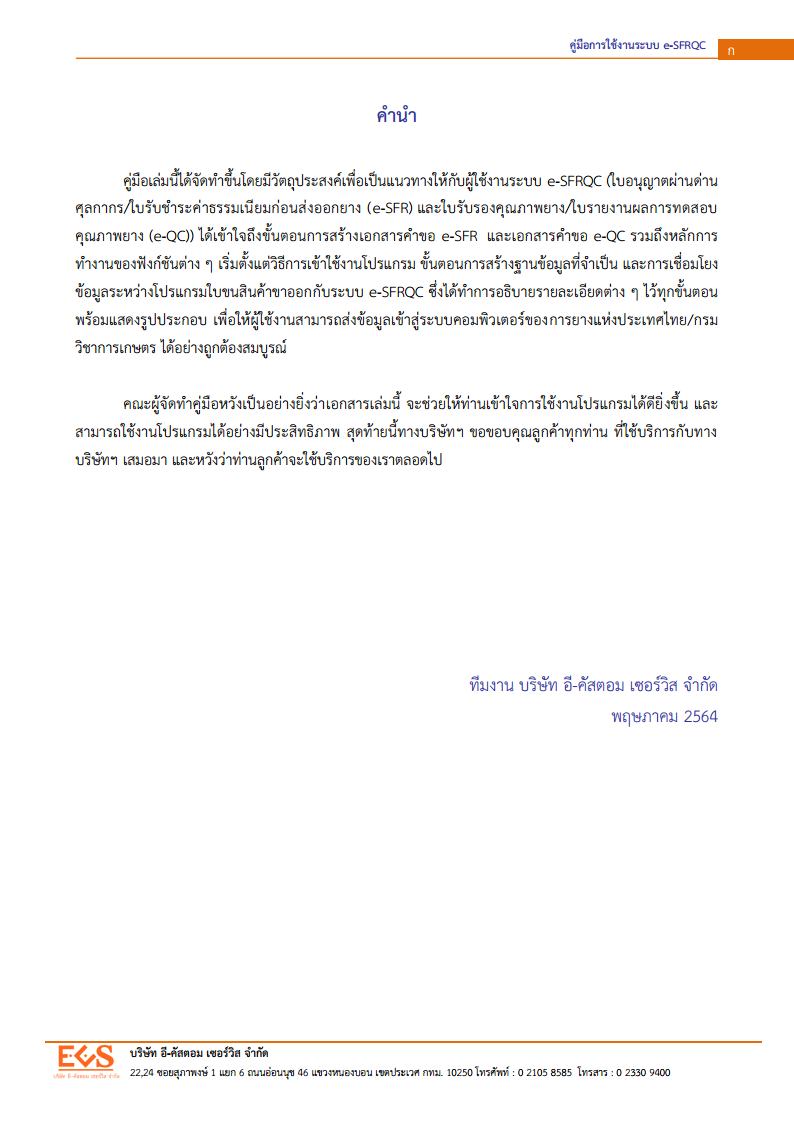 คู่มือการใช้งานระบบ e-SFRQC
ก
คำนำ
คู่มือเล่มนี้ได้จัดทำขึ้นโดยมีวัตถุประสงค์เพื่อเป็นแนวทางให้กับผู้ใช้งานระบบ e-SFRQC (ใบอนุญาตผ่านด่าน
ศุลกากร/ใบรับชำระค่าธรรมเนียมก่อนส่งออกยาง (e-SFR) และใบรับรองคุณภาพยาง/ใบรายงานผลการทดสอบ
คุณภาพยาง (e-QC)) ได้เข้าใจถึงขั้นตอนการสร้างเอกสารคำขอ e-SFR และเอกสารคำขอ e-QC รวมถึงหลักการ
ทำงานของฟังก์ชันต่าง ๆ เริ่มตั้งแต่วิธีการเข้าใช้งานโปรแกรม ขั้นตอนการสร้างฐานข้อมูลที่จำเป็น และการเชื่อมโยง
ข้อมูลระหว่างโปรแกรมใบขนสินค้าขาออกกับระบบ e-SFRQC ซึ่งได้ทำการอธิบายรายละเอียดต่าง ๆ ไว้ทุกขั้นตอน
พร้อมแสดงรูปประกอบ เพื่อให้ผู้ใช้งานสามารถส่งข้อมูลเข้าสู่ระบบคอมพิวเตอร์ของการยางแห่งประเทศไทย/กรม
วิชาการเกษตร ได้อย่างถูกต้องสมบูรณ์
คณะผู้จัดทำคู่มือหวังเป็นอย่างยิ่งว่าเอกสารเล่มนี้ จะช่วยให้ท่านเข้าใจการใช้งานโปรแกรมได้ดียิ่งขึ้น และ
สามารถใช้งานโปรแกรมได้อย่างมีประสิทธิภาพ สุดท้ายนี้ทางบริษัทฯ ขอขอบคุณลูกค้าทุกท่าน ที่ใช้บริการกับทาง
บริษัทฯ เสมอมา และหวังว่าท่านลูกค้าจะใช้บริการของเราตลอดไป
ทีมงาน บริษัท อี-คัสตอม เซอร์วิส จำกัด
พฤษภาคม 2564
ECS
บริษัท อี-คัสตอม เซอร์วิส จำกัด
บริษัท อี-คัสตอม เซอร์วิส จำกัด
22,24 ซอยสุภาพงษ์ 1 แยก 6 ถนนอ่อนนุช 46 แขวงหนองบอน เขตประเวศ กทม. 10250 โทรศัพท์ : 0 2105 8585 โทรสาร : 0 2330 9400